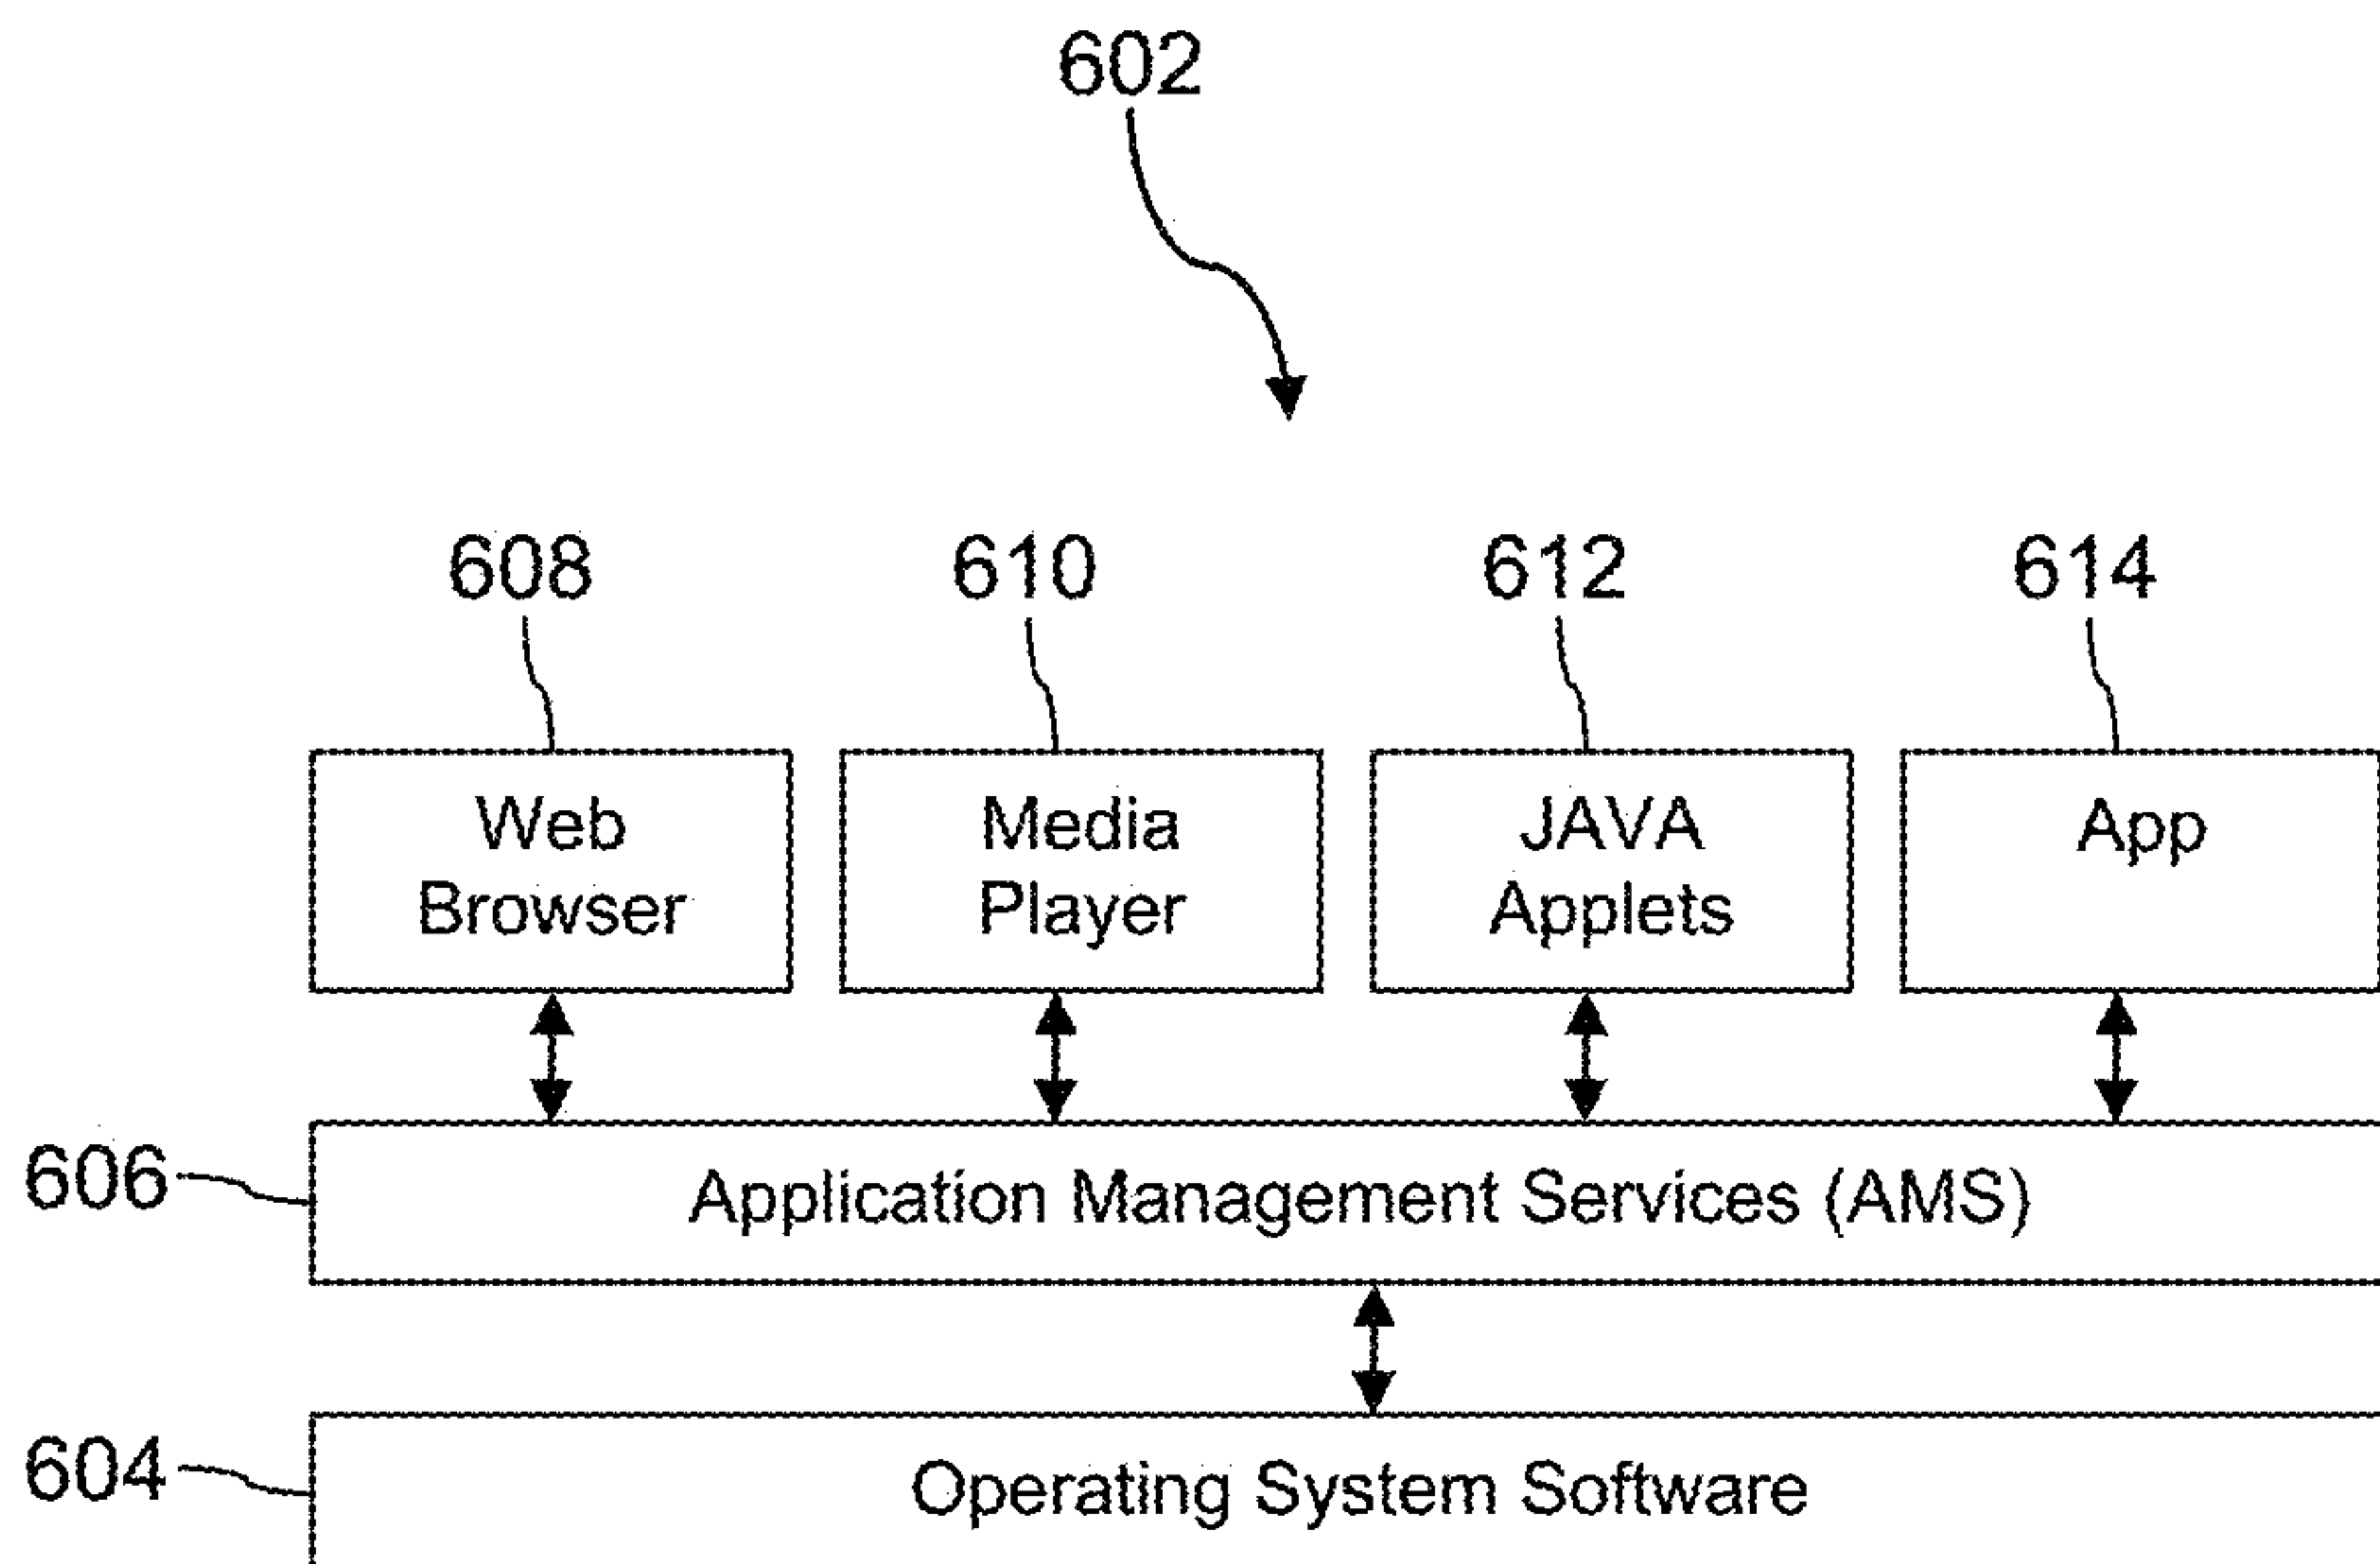 602
608 610 612 614
Web Browser
Media Player
JAVA Applets
App
606
Application Management Services (AMS)
604
Operating System Software